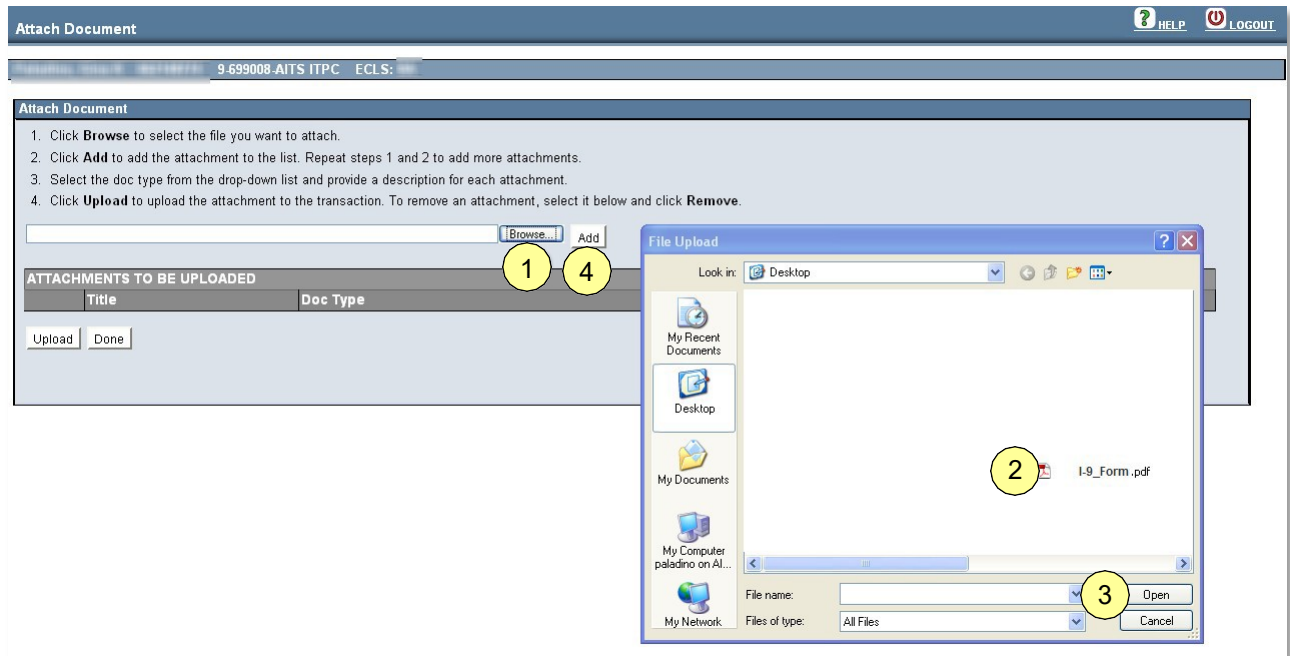 Attach Document
? HELP LOGOUT
9-699008-AITS ITPC ECLS:
Attach Document
1. Click Browse to select the file you want to attach.
2. Click Add to add the attachment to the list. Repeat steps 1 and 2 to add more attachments.
3. Select the doc type from the drop-down list and provide a description for each attachment.
4. Click Upload to upload the attachment to the transaction. To remove an attachment, select it below and click Remove.
Browse... Add
1 4
ATTACHMENTS TO BE UPLOADED
Title Doc Type
Upload Done
File Upload ? X
Look in: Desktop
My Recent
Documents
Desktop
My Documents
My Computer
paladino on Al...
My Network
2 I-9_Form.pdf
File name: 3 Open
Files of type: All Files Cancel